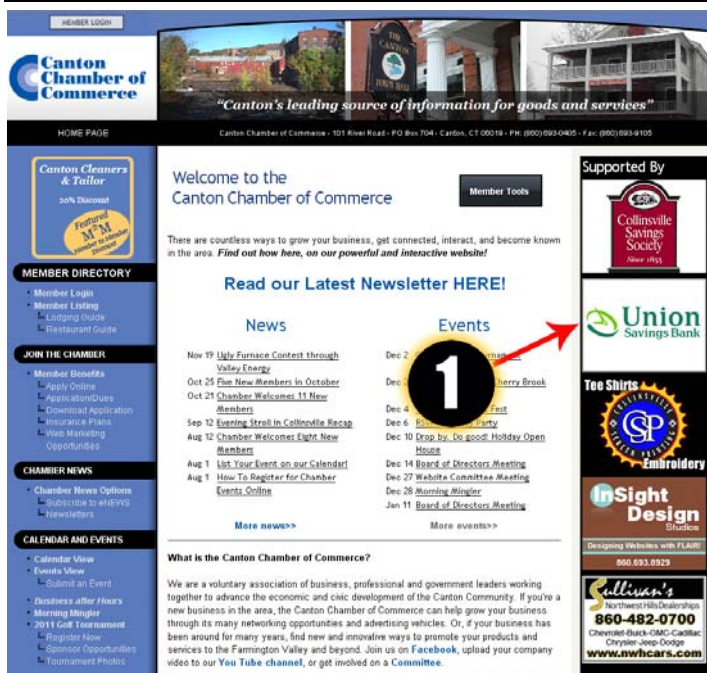 MEMBER LOGIN
Canton
Chamber of
Commerce
THE
CANTON
TOWN HALL
"Canton's leading source of information for goods and services"
HOME PAGE
Canton Chamber of Commerce - 101 River Road - PO Box 704 - Canton, CT 06019 - PH: (860) 693-0405 - Fax: (860) 693-9105
Canton Cleaners
& Tailor
20% Discount
Featured
M2M
Member to Member
Discount
MEMBER DIRECTORY
Member Login
Member Listing
Lodging Guide
Restaurant Guide
JOIN THE CHAMBER
Member Benefits
Apply Online
Application/Dues
Download Application
Insurance Plans
Web Marketing
Opportunities
CHAMBER NEWS
Chamber News Options
Subscribe to eNEWS
Newsletters
CALENDAR AND EVENTS
Calendar View
Events View
Submit an Event
Business after Hours
Morning Mingler
2011 Golf Tournament
Register Now
Sponsor Opportunities
Tournament Photos
Welcome to the
Canton Chamber of Commerce
Member Tools
There are countless ways to grow your business, get connected, interact, and become known
in the area. Find out how here, on our powerful and interactive website!
Read our Latest Newsletter HERE!
News
Nov 19 Ugly Furnace Contest through
Valley Energy
Oct 25 Five New Members in October
Oct 21 Chamber Welcomes 11 New
Members
Sep 12 Evening Stroll in Collinsville Recap
Aug 12 Chamber Welcomes Eight New
Members
Aug 1 List Your Event on our Calendar!
Aug 1 How To Register for Chamber
Events Online
More news>>
Events
Dec 2
Dec
Cherry Brook
Dec 4 Fest
Dec 6 Party
Dec 10 Drop by, Do good! Holiday Open
House
Dec 14 Board of Directors Meeting
Dec 27 Website Committee Meeting
Dec 28 Morning Mingler
Jan 11 Board of Directors Meeting
More events>>
1
What is the Canton Chamber of Commerce?
We are a voluntary association of business, professional and government leaders working
together to advance the economic and civic development of the Canton Community. If you're a
new business in the area, the Canton Chamber of Commerce can help grow your business
through its many networking opportunities and advertising vehicles. Or, if your business has
been around for many years, find new and innovative ways to promote your products and
services to the Farmington Valley and beyond. Join us on Facebook, upload your company
video to our You Tube channel, or get involved on a Committee.
Supported By
Collinsville
Savings
Society
Since 1855
Union
Savings Bank
Tee Shirts
COLLINSVILLE
CSP
SCREEN PRINTING
Embroidery
InSight
Design
Studios
Designing Websites with FLAIR!
860.693.8929
Sullivan's
Northwest Hills Dealerships
860-482-0700
Chevrolet-Buick-GMC-Cadillac
Chrysler-Jeep-Dodge
www.nwhcars.com